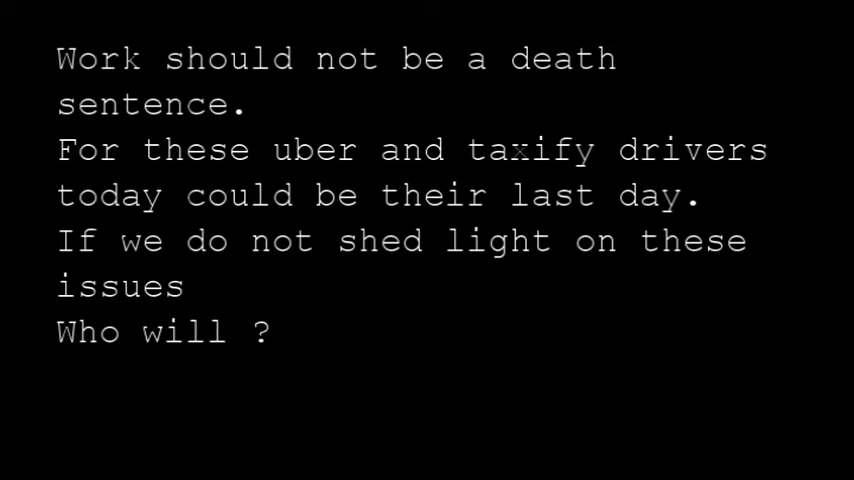 Work should not be a death
sentence.
For these uber and taxify drivers
today could be their last day.
If we do not shed light on these
issues
Who will ?